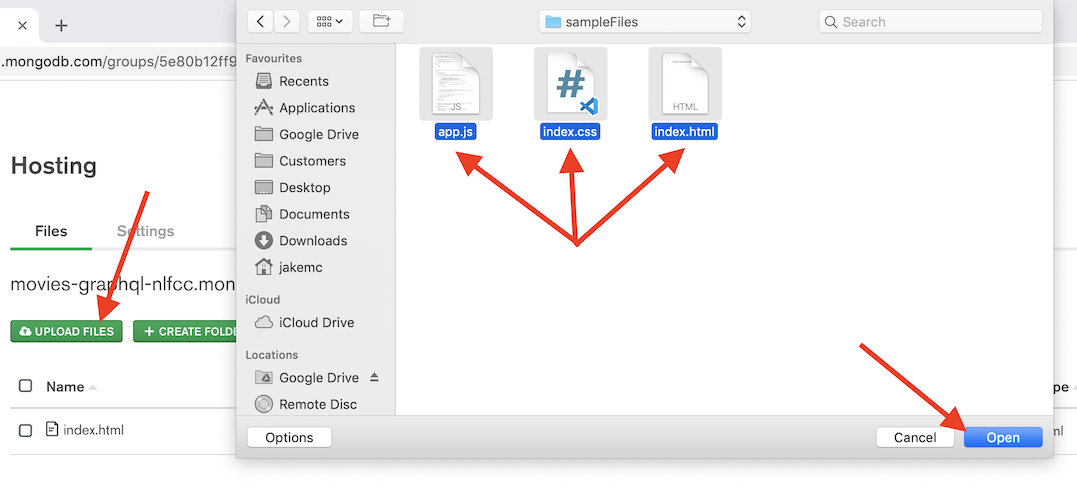 .mongodb.com/groups/5e80b12ff9
Hosting
Files
Settings
movies-graphql-nlfcc.mon
UPLOAD FILES
+ CREATE FOLDE
Name
index.html
sampleFiles
Search
Favourites
Recents
Applications
Google Drive
Customers
Desktop
Documents
Downloads
jakemc
iCloud
iCloud Drive
Locations
Google Drive
Remote Disc
JS
#
HTML
app.js
index.css
index.html
Options
Cancel
Open
pe
ml